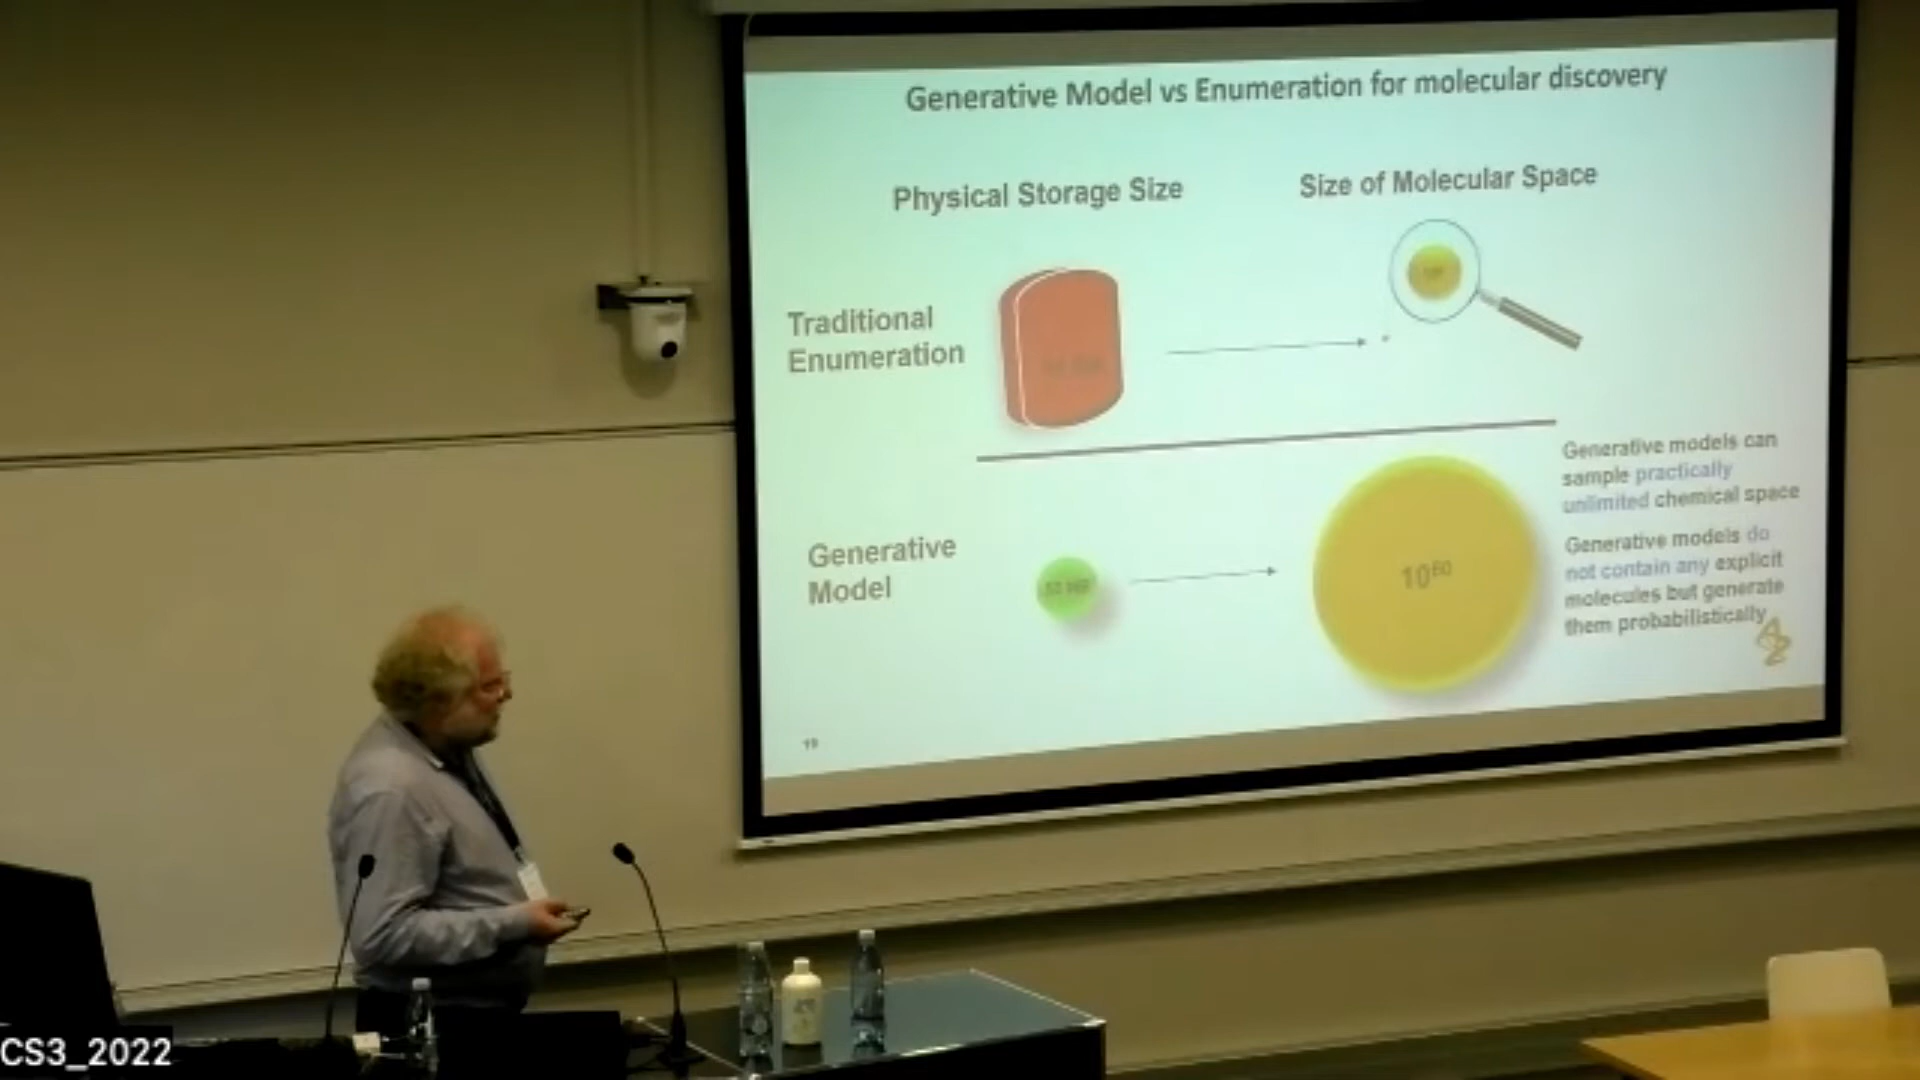 Generative Model vs Enumeration for molecular discovery
Physical Storage Size
Size of Molecular Space
Traditional
Enumeration
Generative models can
sample practically
unlimited chemical space
Generative
Model
10⁶⁰
Generative models do
not contain any explicit
molecules but generate
them probabilistically
19
CS3_2022